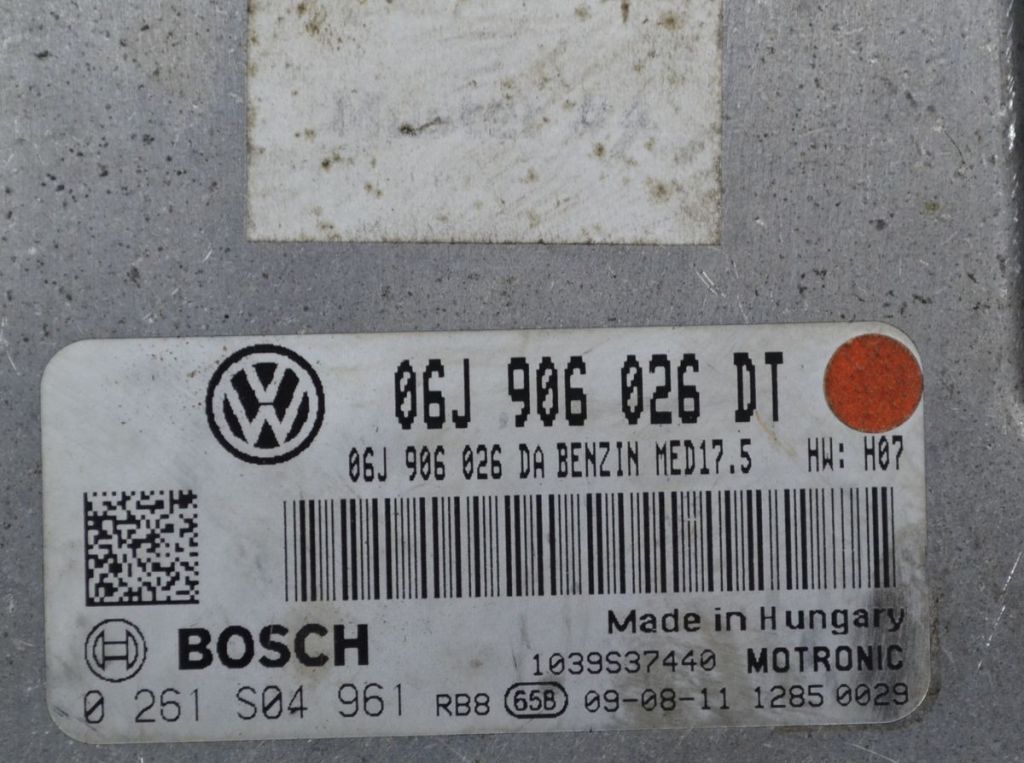 06J 906 026 DT
06J 906 026 DA BENZIN MED17.5 HW: H07
Made in Hungary
BOSCH
1039S37440 MOTRONIC
0 261 S04 961 RB8 65B 09-08-11 1285 0029